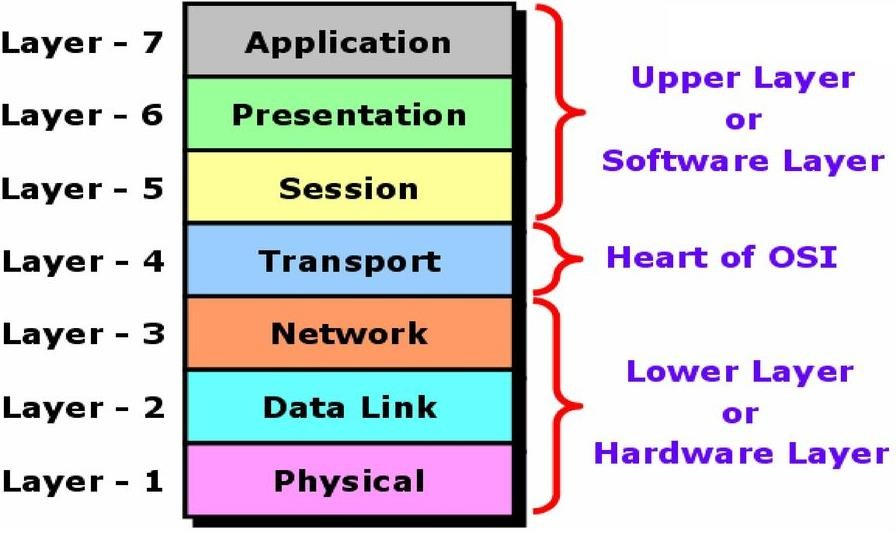 Layer - 7 Application
Layer - 6 Presentation
Layer - 5 Session
Upper Layer
or
Software Layer
Layer - 4 Transport
Heart of OSI
Layer - 3 Network
Layer - 2 Data Link
Layer - 1 Physical
Lower Layer
or
Hardware Layer